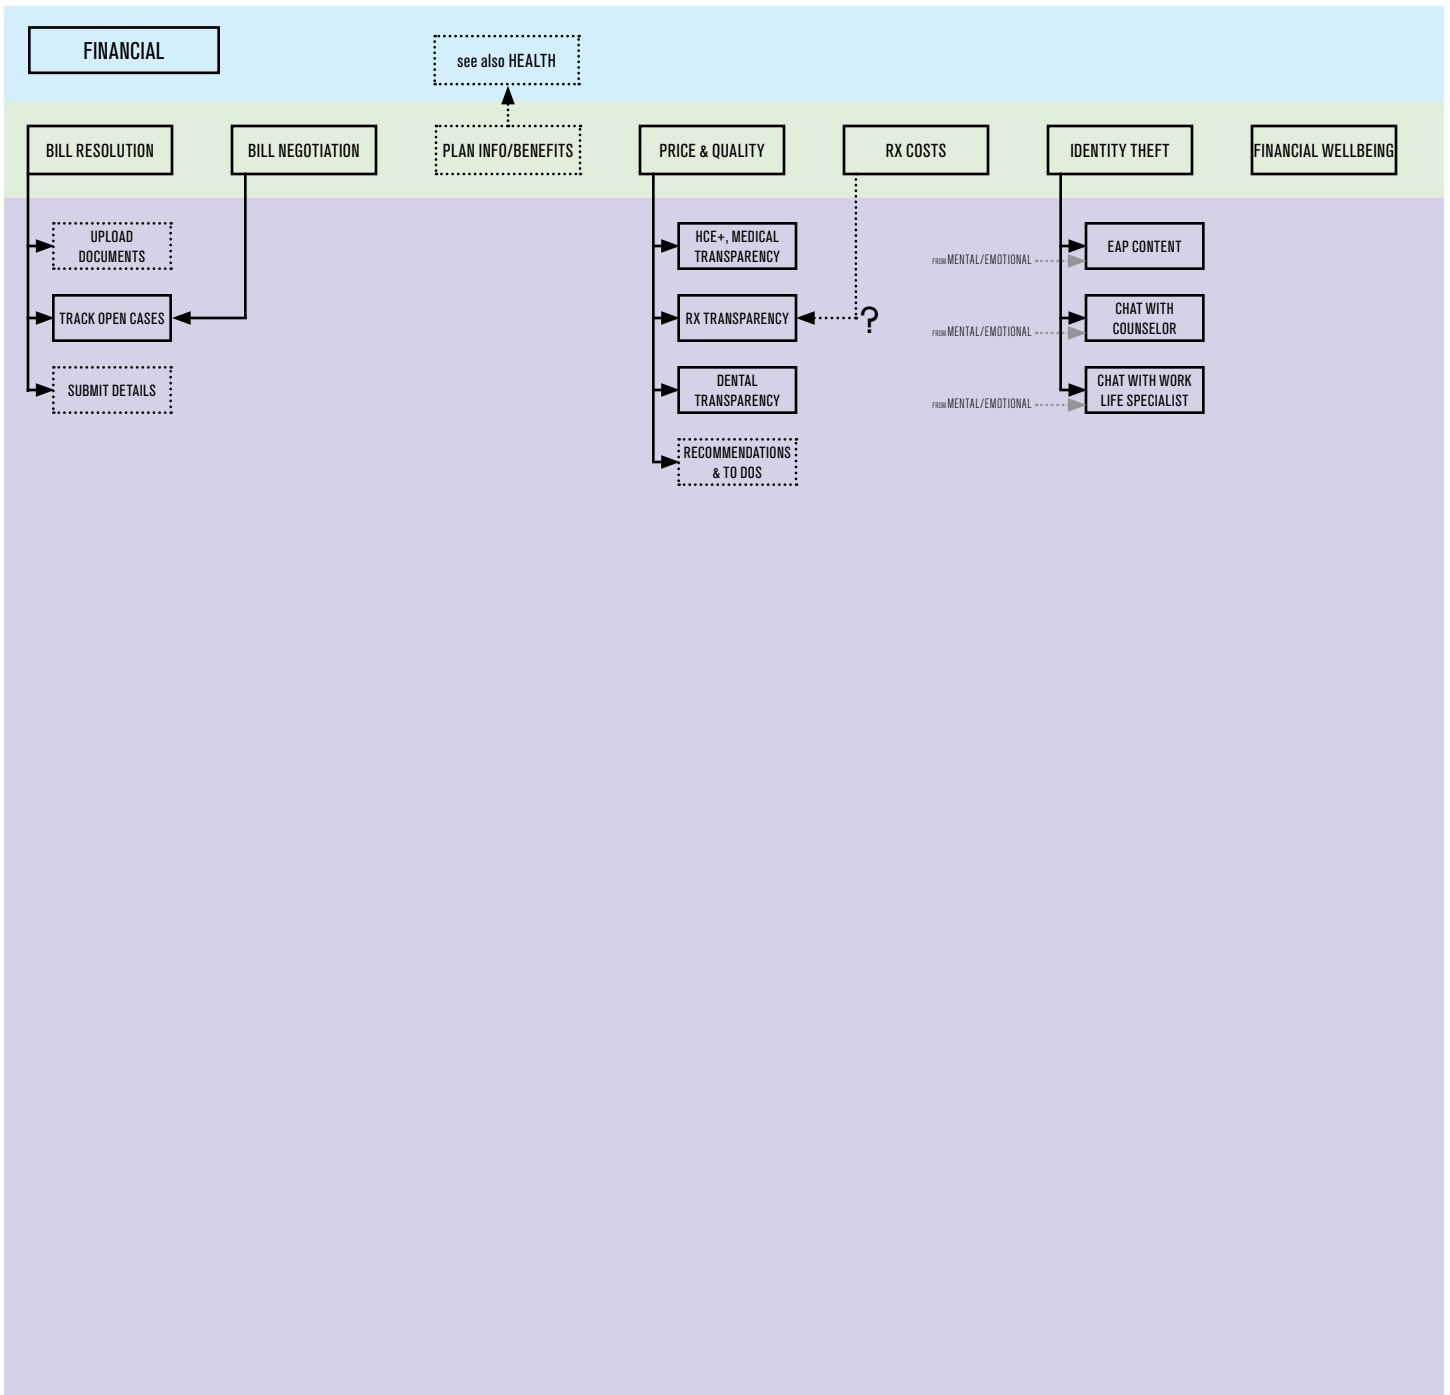 FINANCIAL
see also HEALTH
BILL RESOLUTION
BILL NEGOTIATION
PLAN INFO/BENEFITS
PRICE & QUALITY
RX COSTS
IDENTITY THEFT
FINANCIAL WELLBEING
UPLOAD
DOCUMENTS
TRACK OPEN CASES
SUBMIT DETAILS
HCE+, MEDICAL
TRANSPARENCY
RX TRANSPARENCY
?
DENTAL
TRANSPARENCY
RECOMMENDATIONS
& TO DOS
FROM MENTAL/EMOTIONAL
EAP CONTENT
FROM MENTAL/EMOTIONAL
CHAT WITH
COUNSELOR
FROM MENTAL/EMOTIONAL
CHAT WITH WORK
LIFE SPECIALIST